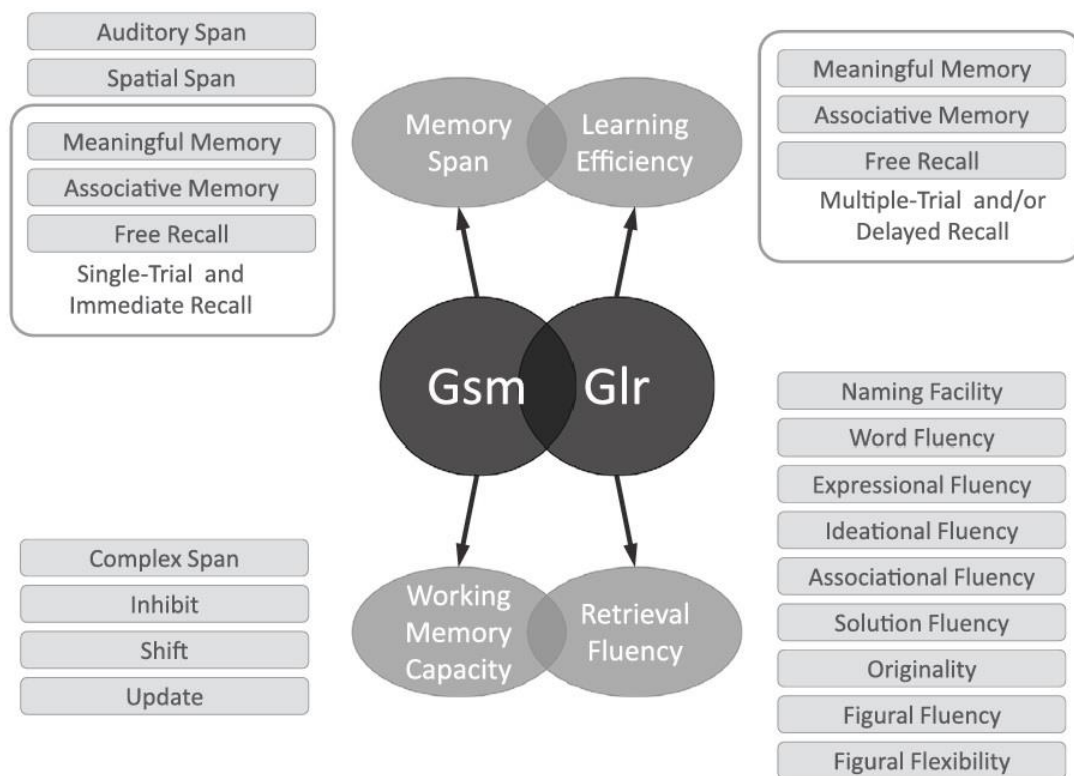 Auditory Span
Spatial Span
Meaningful Memory
Associative Memory
Free Recall
Single-Trial and
Immediate Recall
Memory
Span
Learning
Efficiency
Meaningful Memory
Associative Memory
Free Recall
Multiple-Trial and/or
Delayed Recall
Gsm
Glr
Complex Span
Inhibit
Shift
Update
Working
Memory
Capacity
Retrieval
Fluency
Naming Facility
Word Fluency
Expressional Fluency
Ideational Fluency
Associational Fluency
Solution Fluency
Originality
Figural Fluency
Figural Flexibility